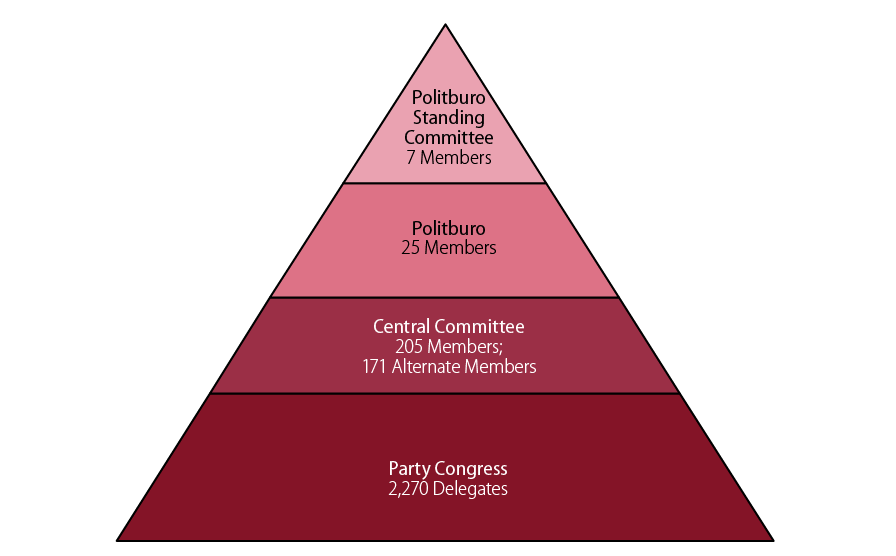 Politburo
Standing
Committee
7 Members
Politburo
25 Members
Central Committee
205 Members;
171 Alternate Members
Party Congress
2,270 Delegates